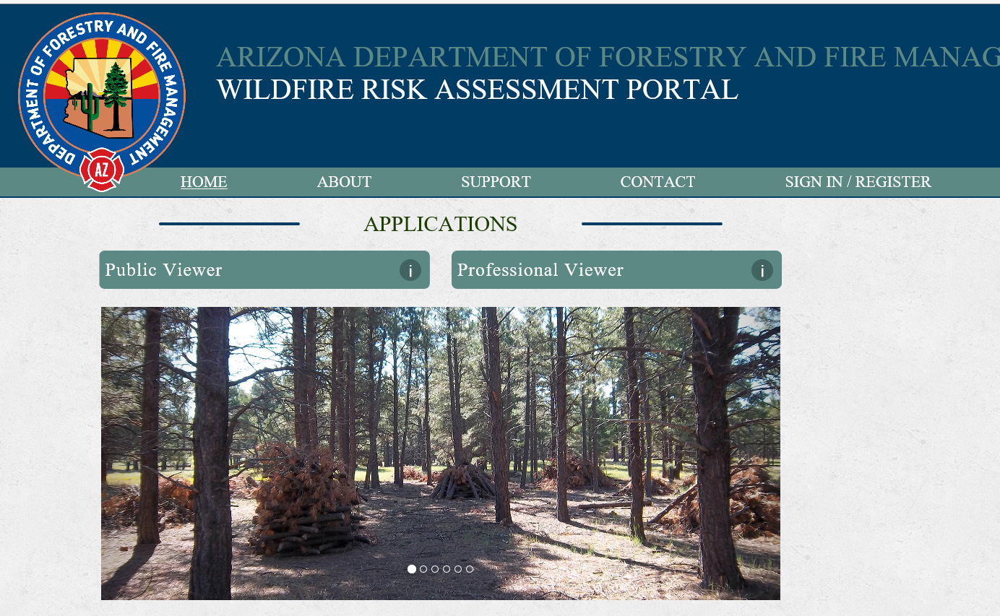 DEPARTMENT OF FORESTRY AND FIRE MANAGEMENT
AZ
ARIZONA DEPARTMENT OF FORESTRY AND FIRE MANAG
WILDFIRE RISK ASSESSMENT PORTAL
HOME ABOUT SUPPORT CONTACT SIGN IN / REGISTER
APPLICATIONS
Public Viewer i Professional Viewer i